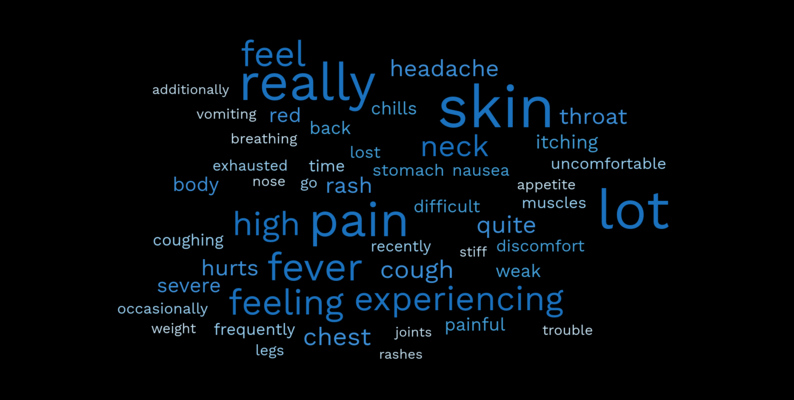 feel
really
headache
additionally
skin
vomiting
red
chills
throat
back
breathing
neck
itching
lost
exhausted
time
stomach
nausea
uncomfortable
body
nose
go
rash
appetite
lot
difficult
muscles
high
pain
quite
coughing
recently
stiff
discomfort
hurts
fever
cough
weak
severe
feeling
experiencing
occasionally
weight
frequently
chest
joints
painful
trouble
legs
rashes